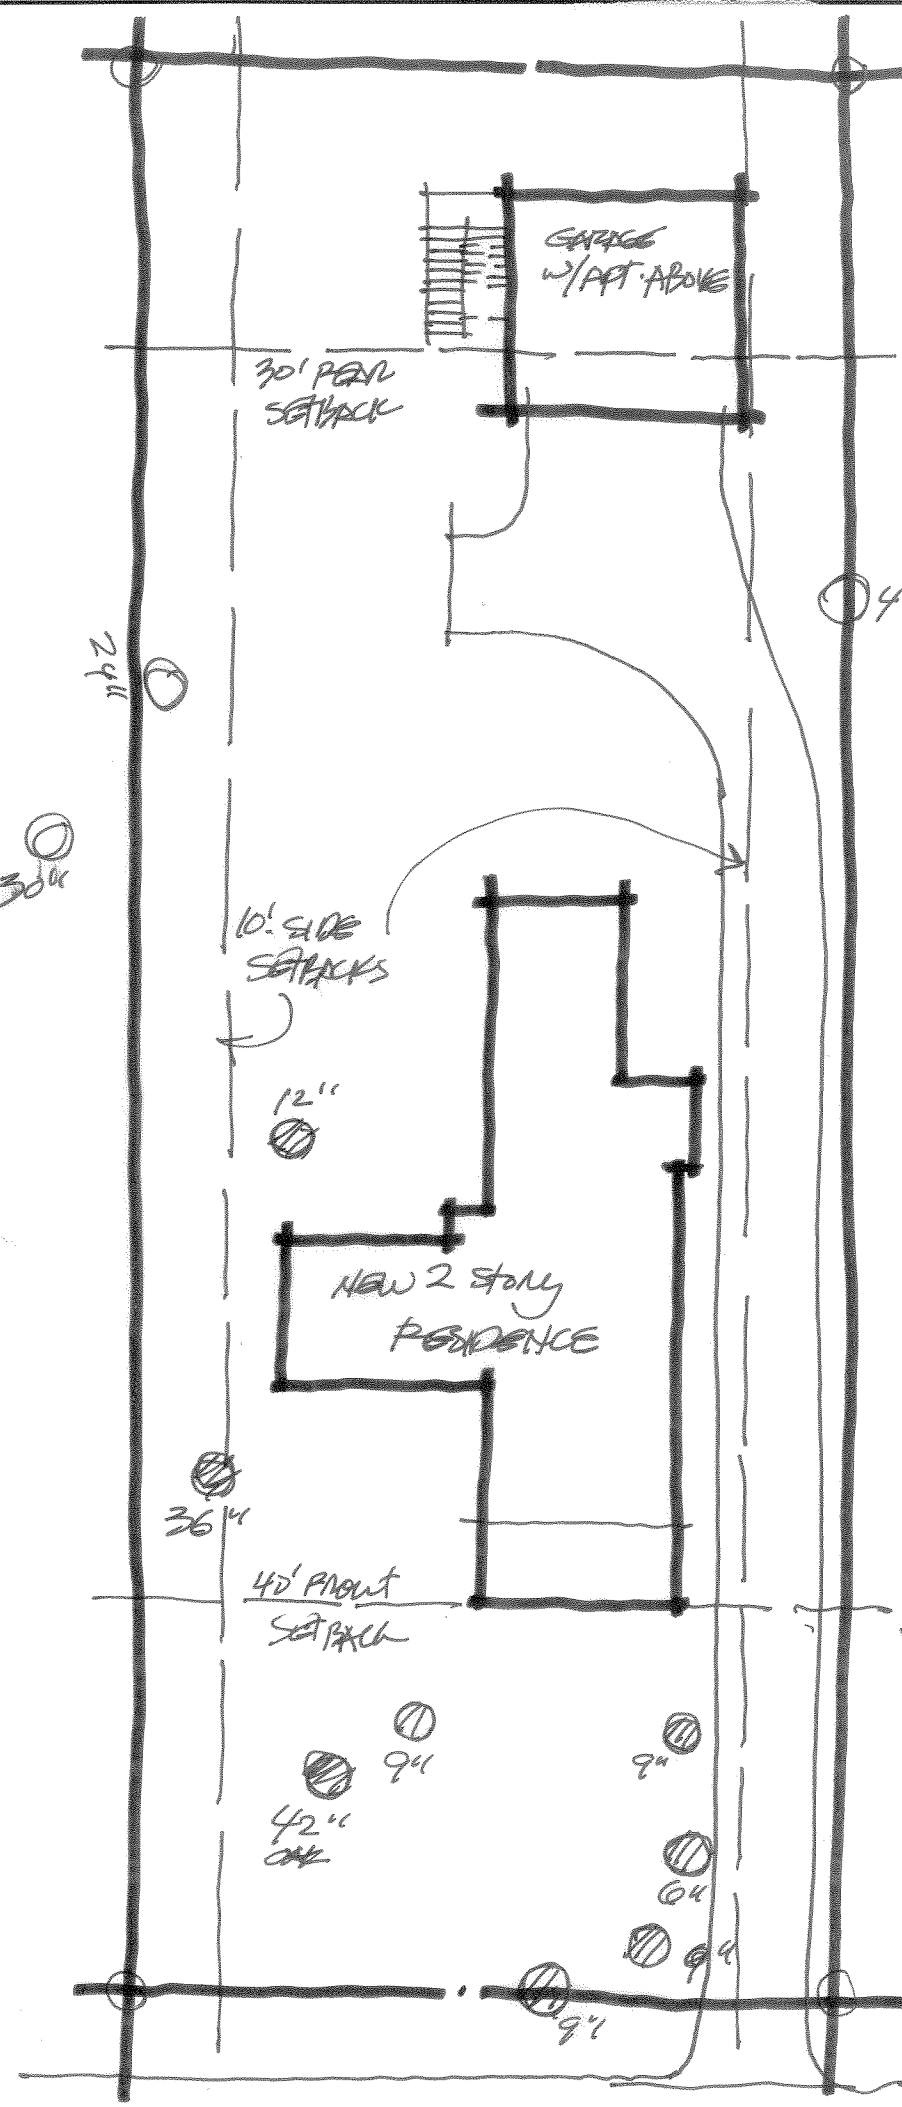 GARAGE
W/APT. ABOVE
30' REAR
SETBACK
24"
4
30"
10'. SIDE
SETBACKS
12"
NEW 2 Story
RESIDENCE
36"
40' FRONT
SETBACK
9"
9"
42"
OAK
6"
9"